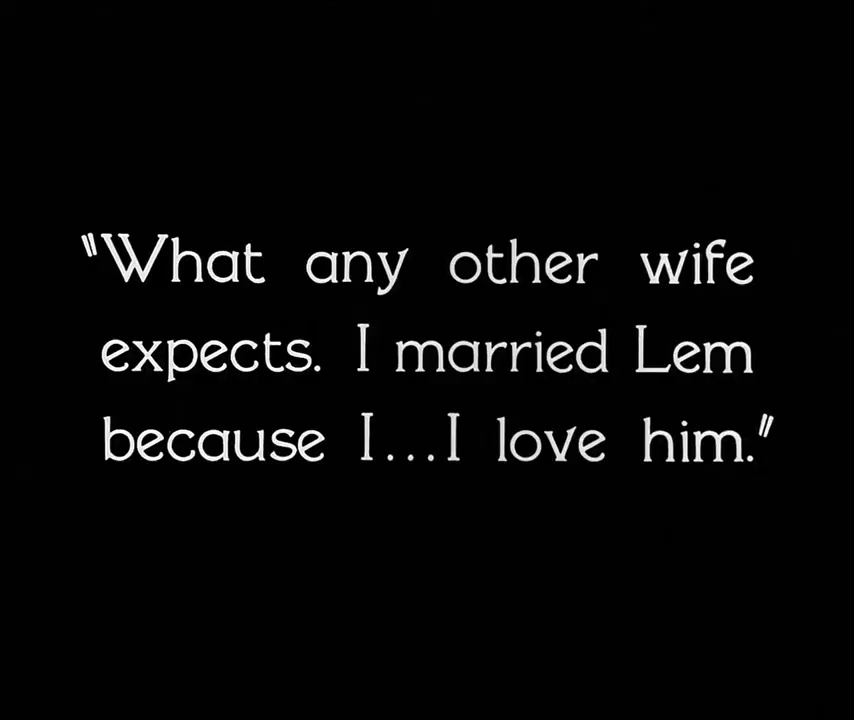 "What any other wife
expects. I married Lem
because I...I love him."